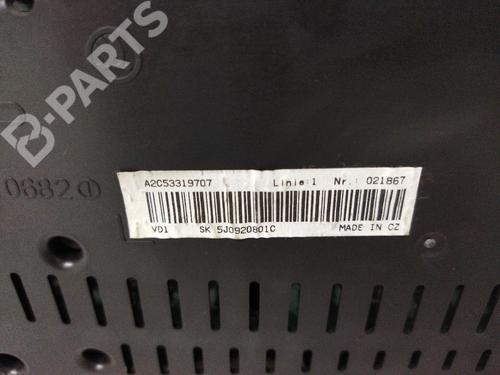 B-PARTS
A2C53319707 Linie:1 Nr.: 021867
0682
VD1 SK 5J0920801C MADE IN CZ